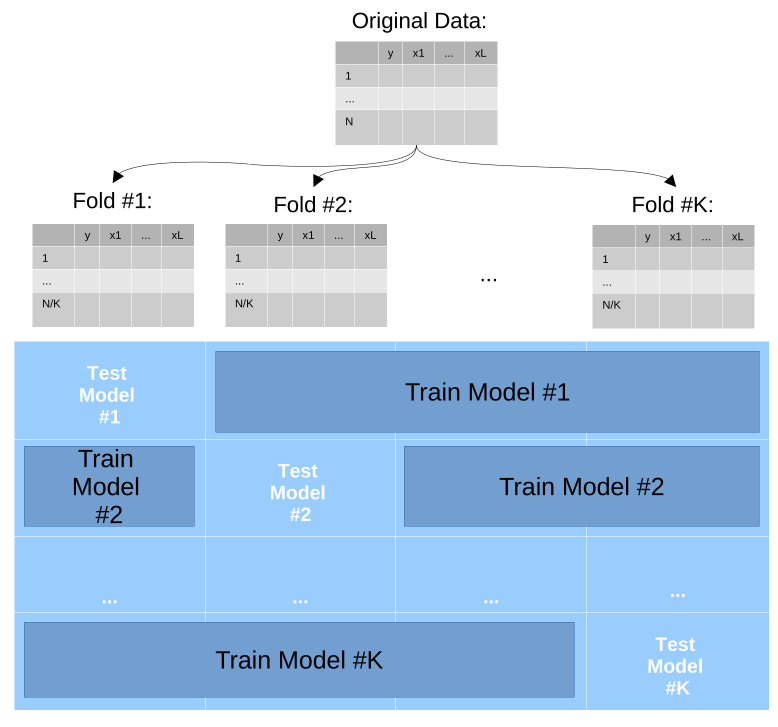 Original Data:
y x1 ... xL
1
...
N
Fold #1:
Fold #2:
Fold #K:
y x1 ... xL
1
...
N/K
y x1 ... xL
1
...
N/K
...
y x1 ... xL
1
...
N/K
Test
Model
#1
Train Model #1
Train
Model
#2
Test
Model
#2
Train Model #2
... ... ... ...
Train Model #K
Test
Model
#K